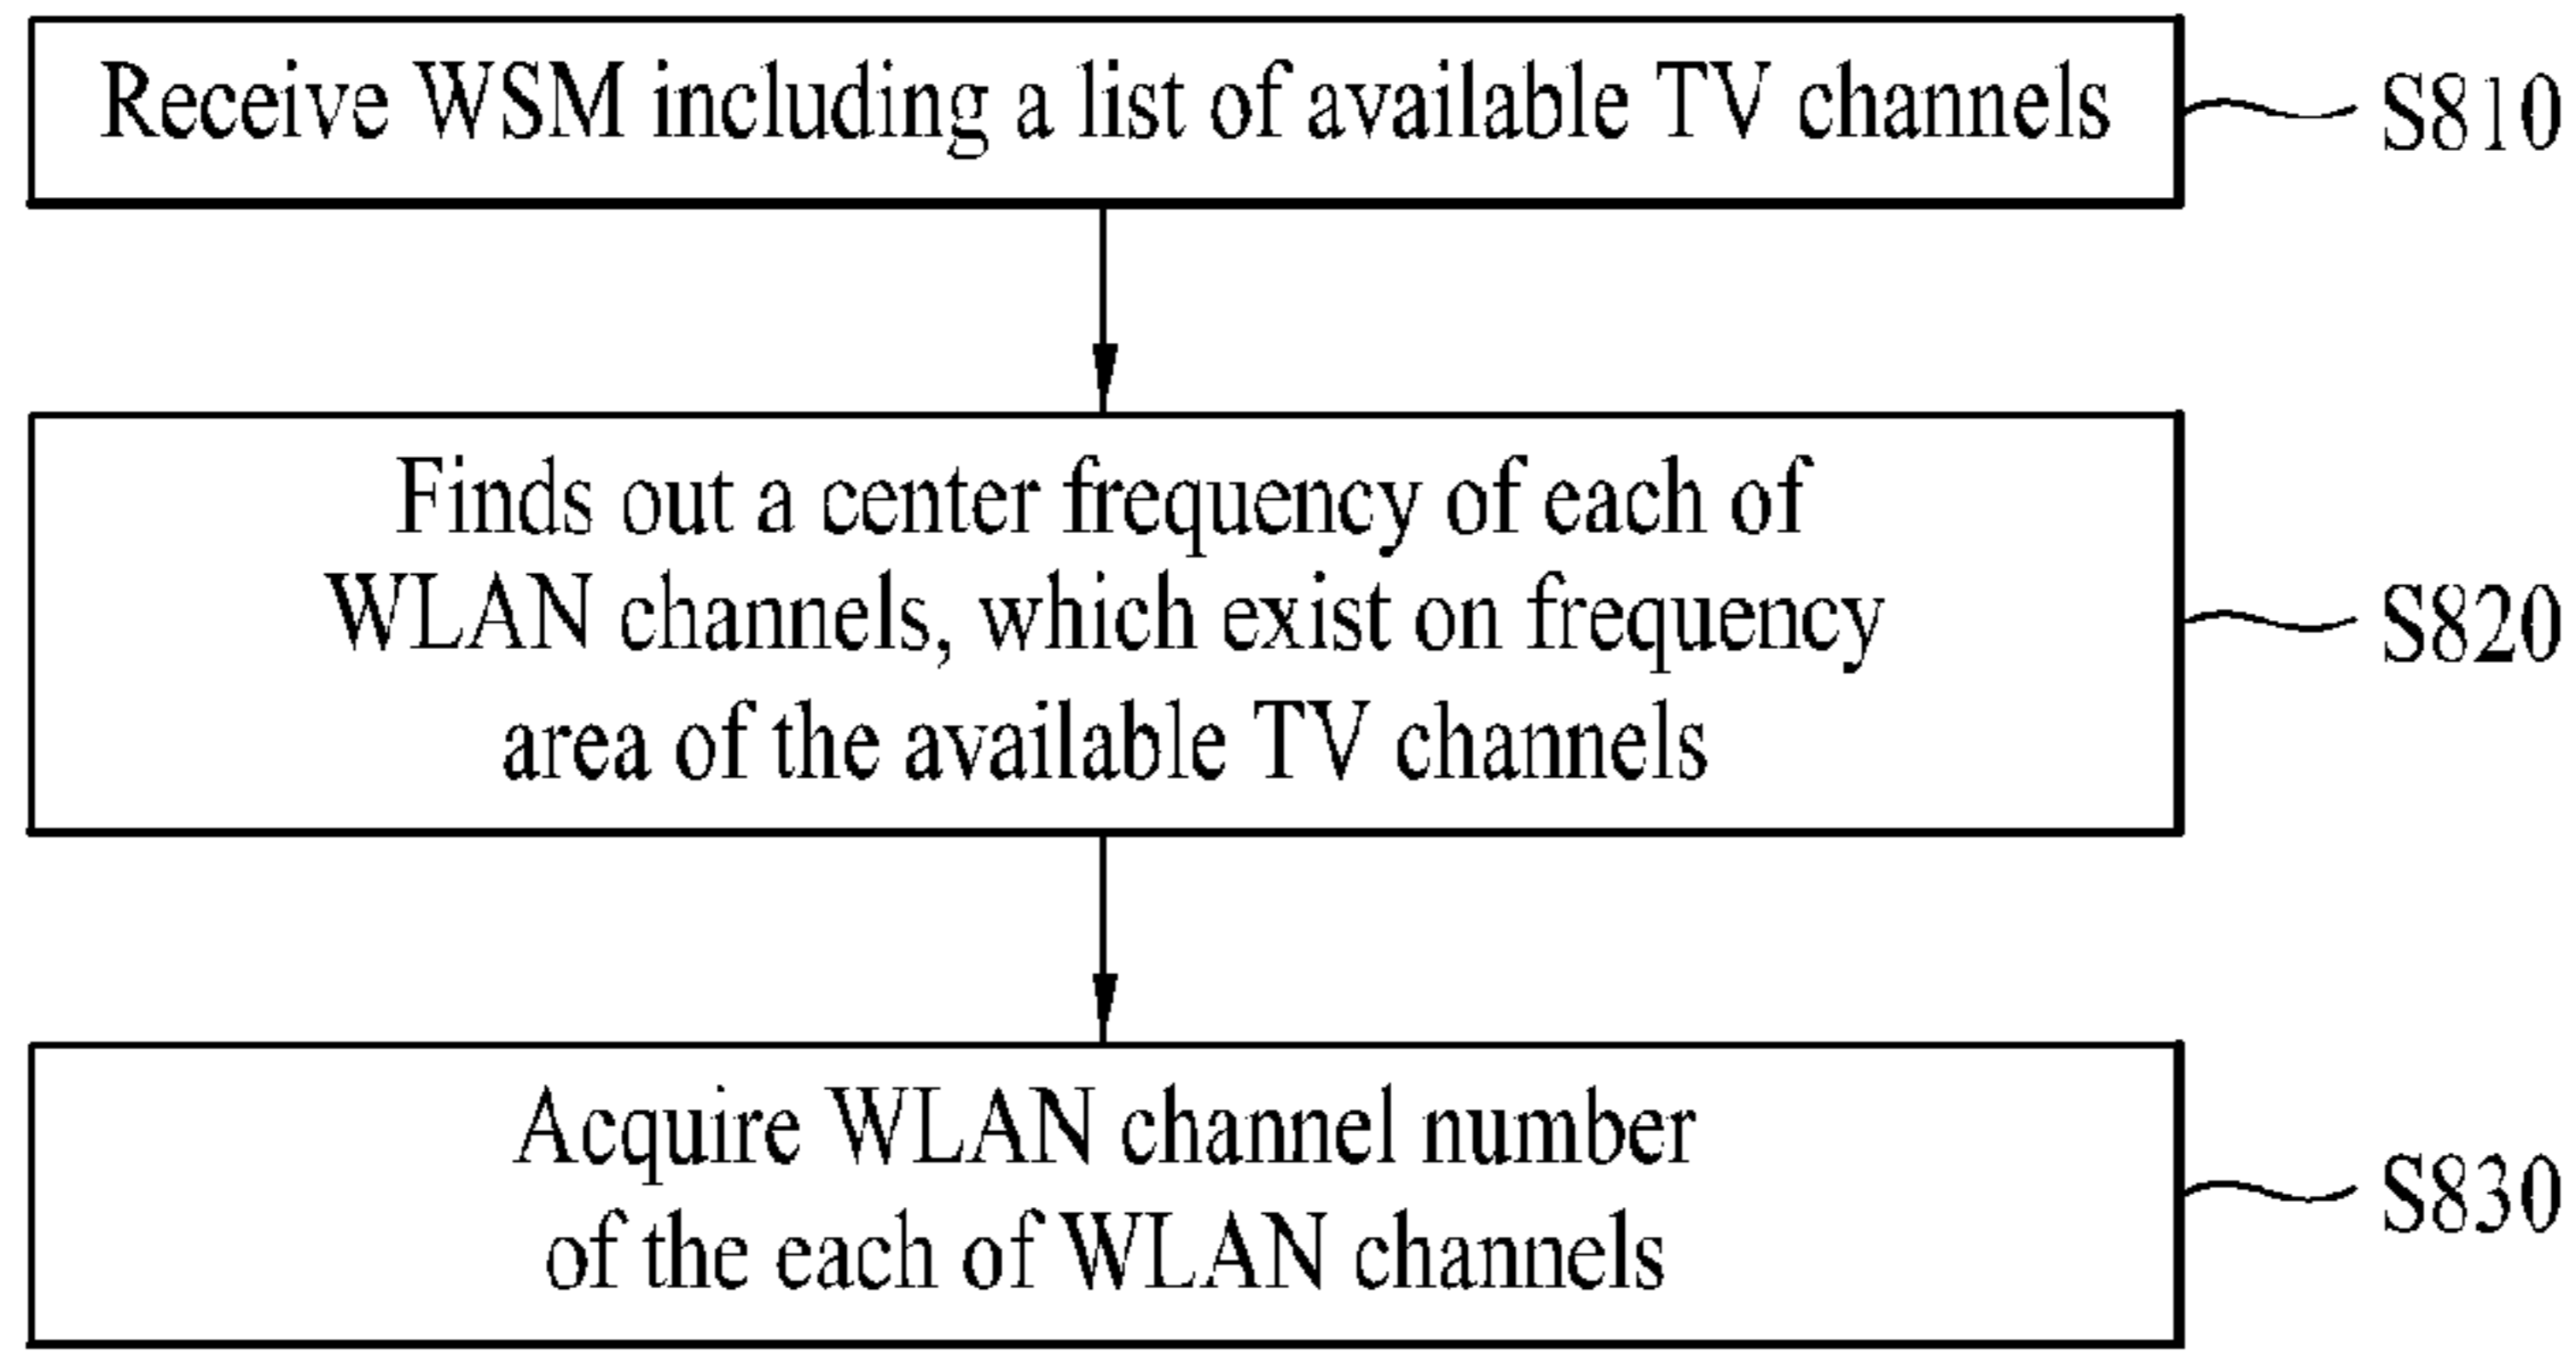 Receive WSM including a list of available TV channels
S810
Finds out a center frequency of each of
WLAN channels, which exist on frequency
area of the available TV channels
S820
Acquire WLAN channel number
of the each of WLAN channels
S830